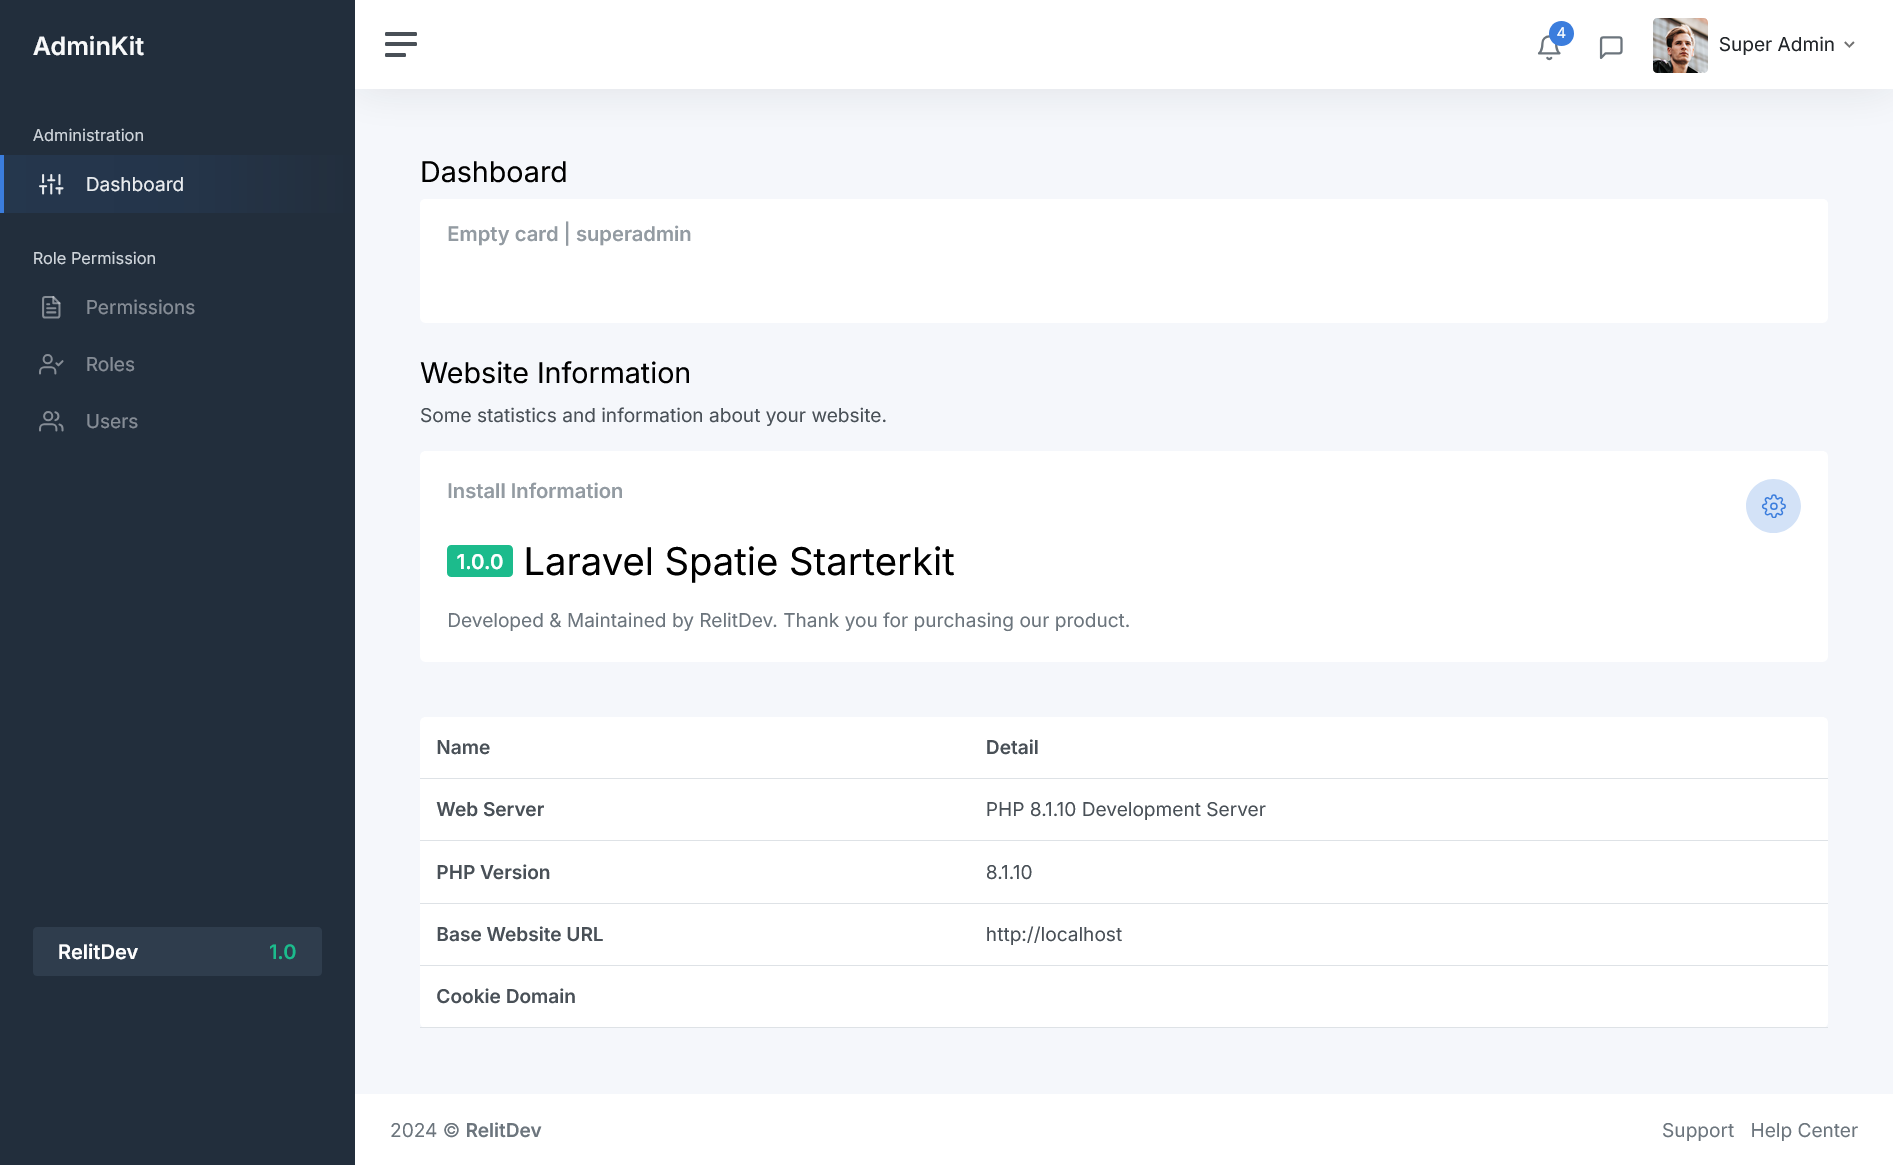 AdminKit
4
Super Admin
Administration
Dashboard
Role Permission
Permissions
Roles
Users
RelitDev 1.0
Dashboard
Empty card | superadmin
Website Information
Some statistics and information about your website.
Install Information
1.0.0 Laravel Spatie Starterkit
Developed & Maintained by RelitDev. Thank you for purchasing our product.
Name Detail
Web Server PHP 8.1.10 Development Server
PHP Version 8.1.10
Base Website URL http://localhost
Cookie Domain
2024 © RelitDev
Support Help Center